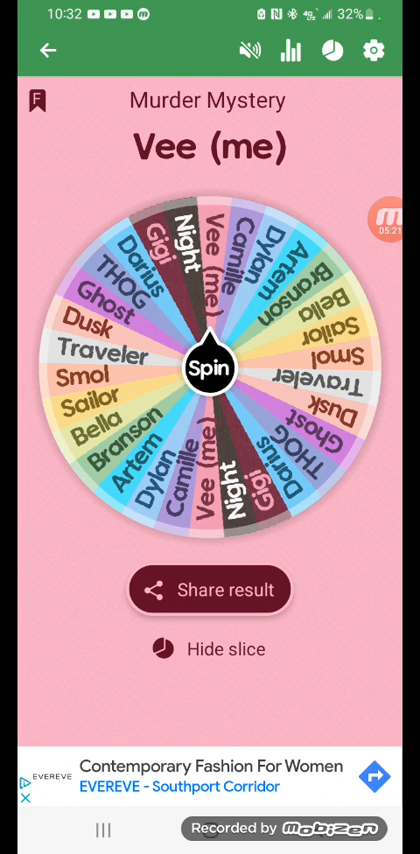 10:32
4G
32%
F
Murder Mystery
Vee (me)
05:21
Vee (me)
Camille
Dylan
Artem
Branson
Bella
Sailor
Smol
Traveler
Dusk
Ghost
THOG
Darius
Gigi
Night
Vee (me)
Camille
Dylan
Artem
Branson
Bella
Sailor
Smol
Traveler
Dusk
Ghost
THOG
Darius
Gigi
Night
Spin
Share result
Hide slice
EVEREVE
Contemporary Fashion For Women
EVEREVE - Southport Corridor
Recorded by mobizen